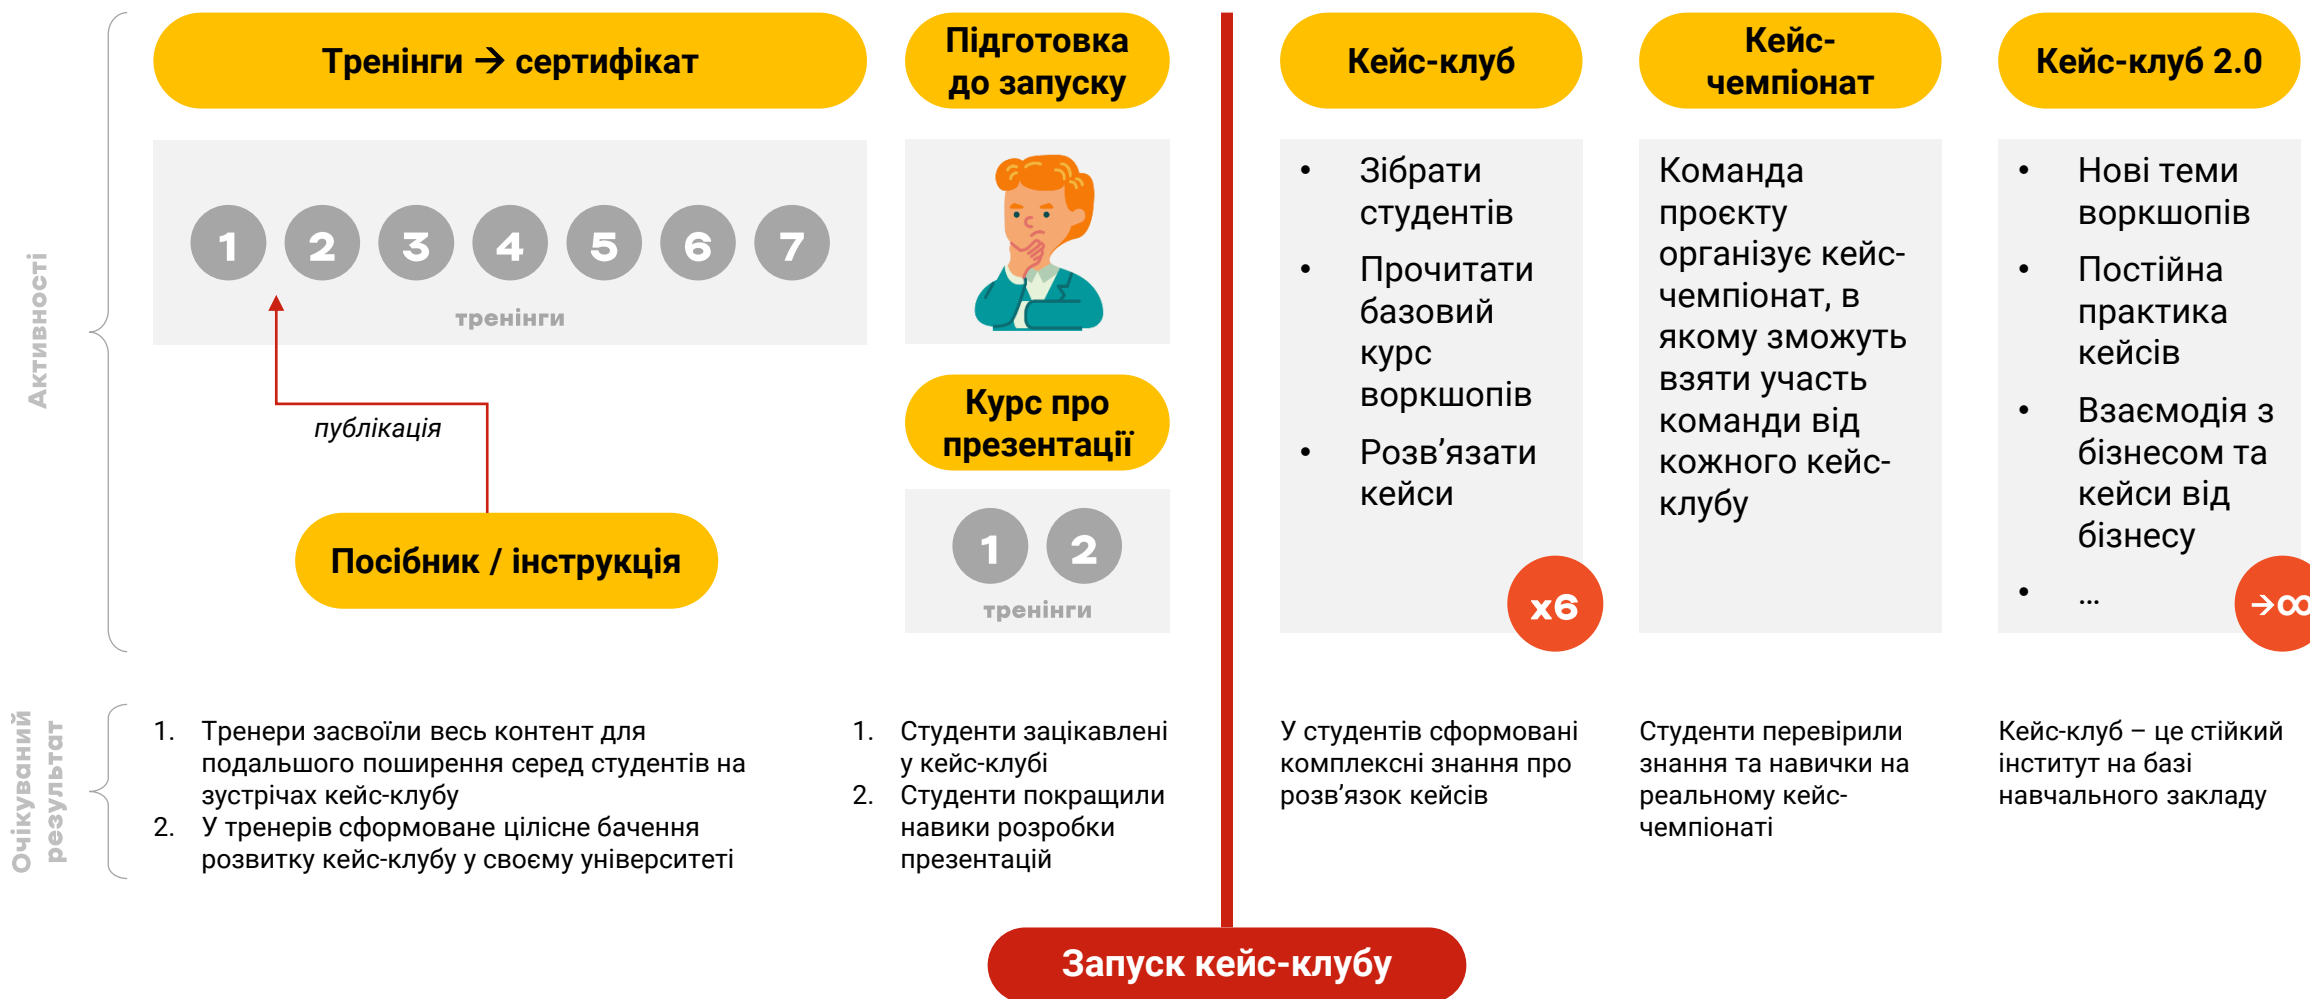 Активності
Тренінги → сертифікат
1 2 3 4 5 6 7
тренінги
публікація
Посібник / інструкція
Підготовка
до запуску
Курс про
презентації
1 2
тренінги
Кейс-клуб
• Зібрати
студентів
• Прочитати
базовий
курс
воркшопів
• Розв’язати
кейси
x6
Кейс-
чемпіонат
Команда
проєкту
організує кейс-
чемпіонат, в
якому зможуть
взяти участь
команди від
кожного кейс-
клубу
Кейс-клуб 2.0
• Нові теми
воркшопів
• Постійна
практика
кейсів
• Взаємодія з
бізнесом та
кейси від
бізнесу
• ...
→∞
Очікуваний
результат
1. Тренери засвоїли весь контент для
подальшого поширення серед студентів на
зустрічах кейс-клубу
2. У тренерів сформоване цілісне бачення
розвитку кейс-клубу у своєму університеті
1. Студенти зацікавлені
у кейс-клубі
2. Студенти покращили
навики розробки
презентацій
У студентів сформовані
комплексні знання про
розв’язок кейсів
Студенти перевірили
знання та навички на
реальному кейс-
чемпіонаті
Кейс-клуб – це стійкий
інститут на базі
навчального закладу
Запуск кейс-клубу